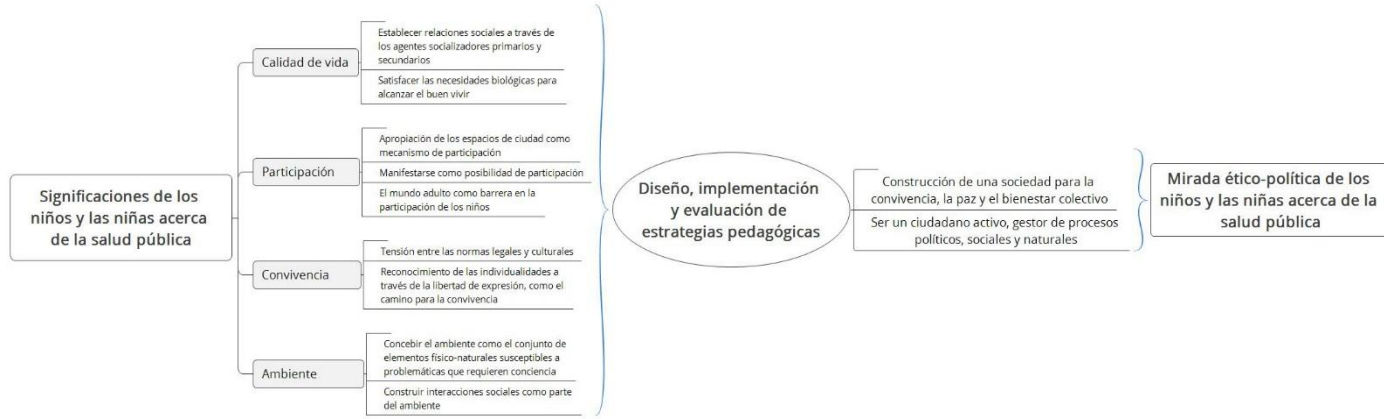 Significaciones de los
niños y las niñas acerca
de la salud pública
Calidad de vida
Establecer relaciones sociales a través de
los agentes socializadores primarios y
secundarios
Satisfacer las necesidades biológicas para
alcanzar el buen vivir
Participación
Apropiación de los espacios de ciudad como
mecanismo de participación
Manifestarse como posibilidad de participación
El mundo adulto como barrera en la
participación de los niños
Convivencia
Tensión entre las normas legales y culturales
Reconocimiento de las individualidades a
través de la libertad de expresión, como el
camino para la convivencia
Ambiente
Concebir el ambiente como el conjunto de
elementos físico-naturales susceptibles a
problemáticas que requieren conciencia
Construir interacciones sociales como parte
del ambiente
Diseño, implementación
y evaluación de
estrategias pedagógicas
Construcción de una sociedad para la
convivencia, la paz y el bienestar colectivo
Ser un ciudadano activo, gestor de procesos
políticos, sociales y naturales
Mirada ético-política de los
niños y las niñas acerca de la
salud pública